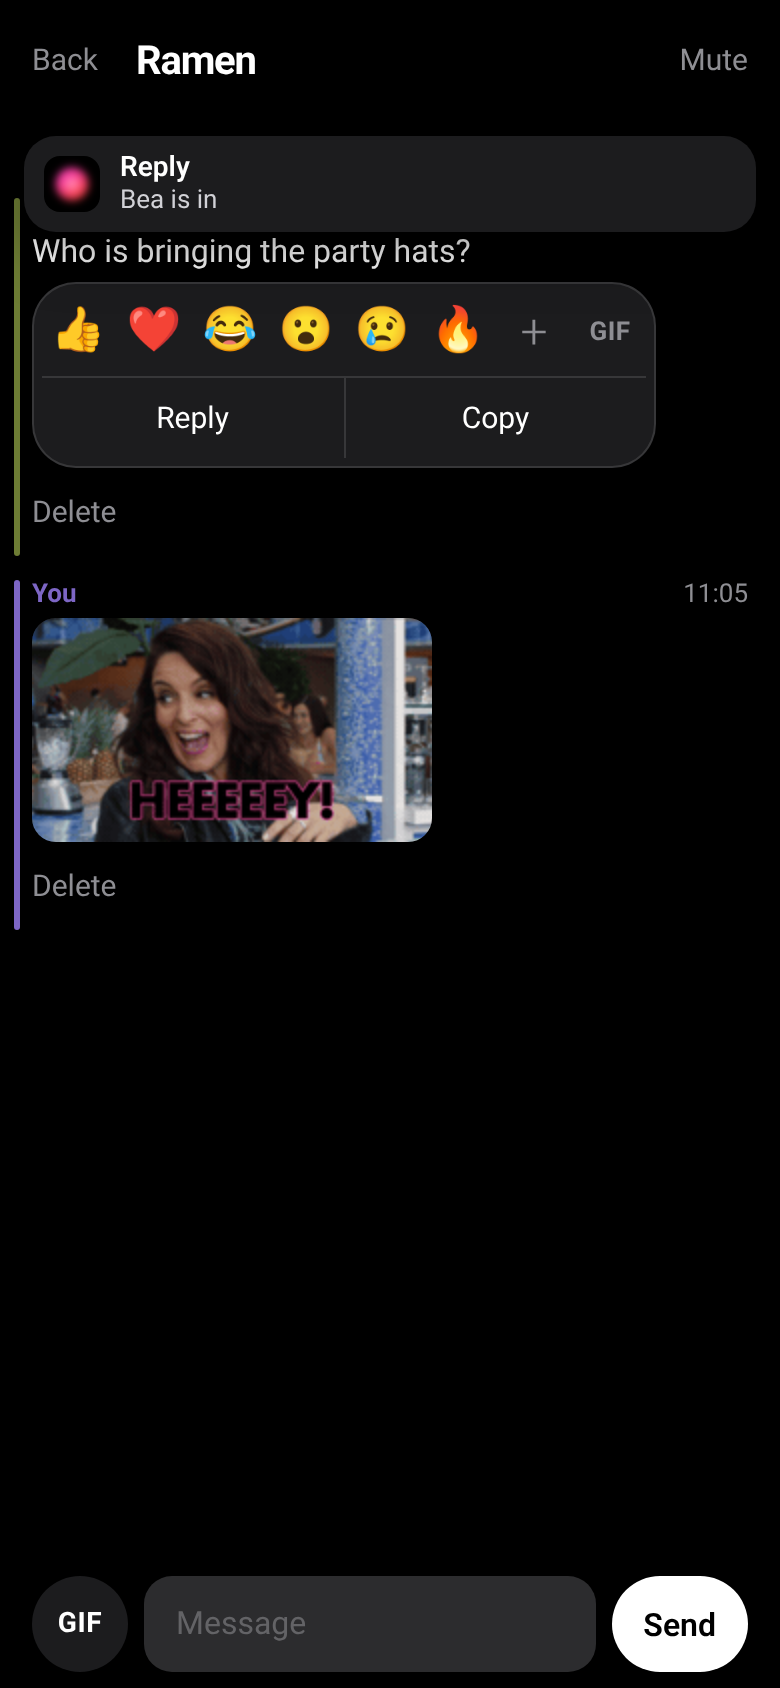 Back Ramen Mute
Reply
Bea is in
Who is bringing the party hats?
👍 ❤️ 😂 😮 😢 🔥 + GIF
Reply Copy
Delete
You 11:05
HEEEEEY!
Delete
GIF Message Send